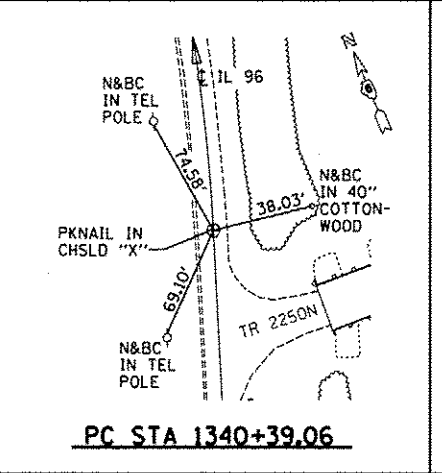 N&BC
IN TEL
POLE
℄ IL 96
N
74.58'
N&BC
IN 40"
COTTON-
WOOD
38.03'
PKNAIL IN
CHSLD "X"
69.10'
TR 2250N
N&BC
IN TEL
POLE
PC STA 1340+39.06